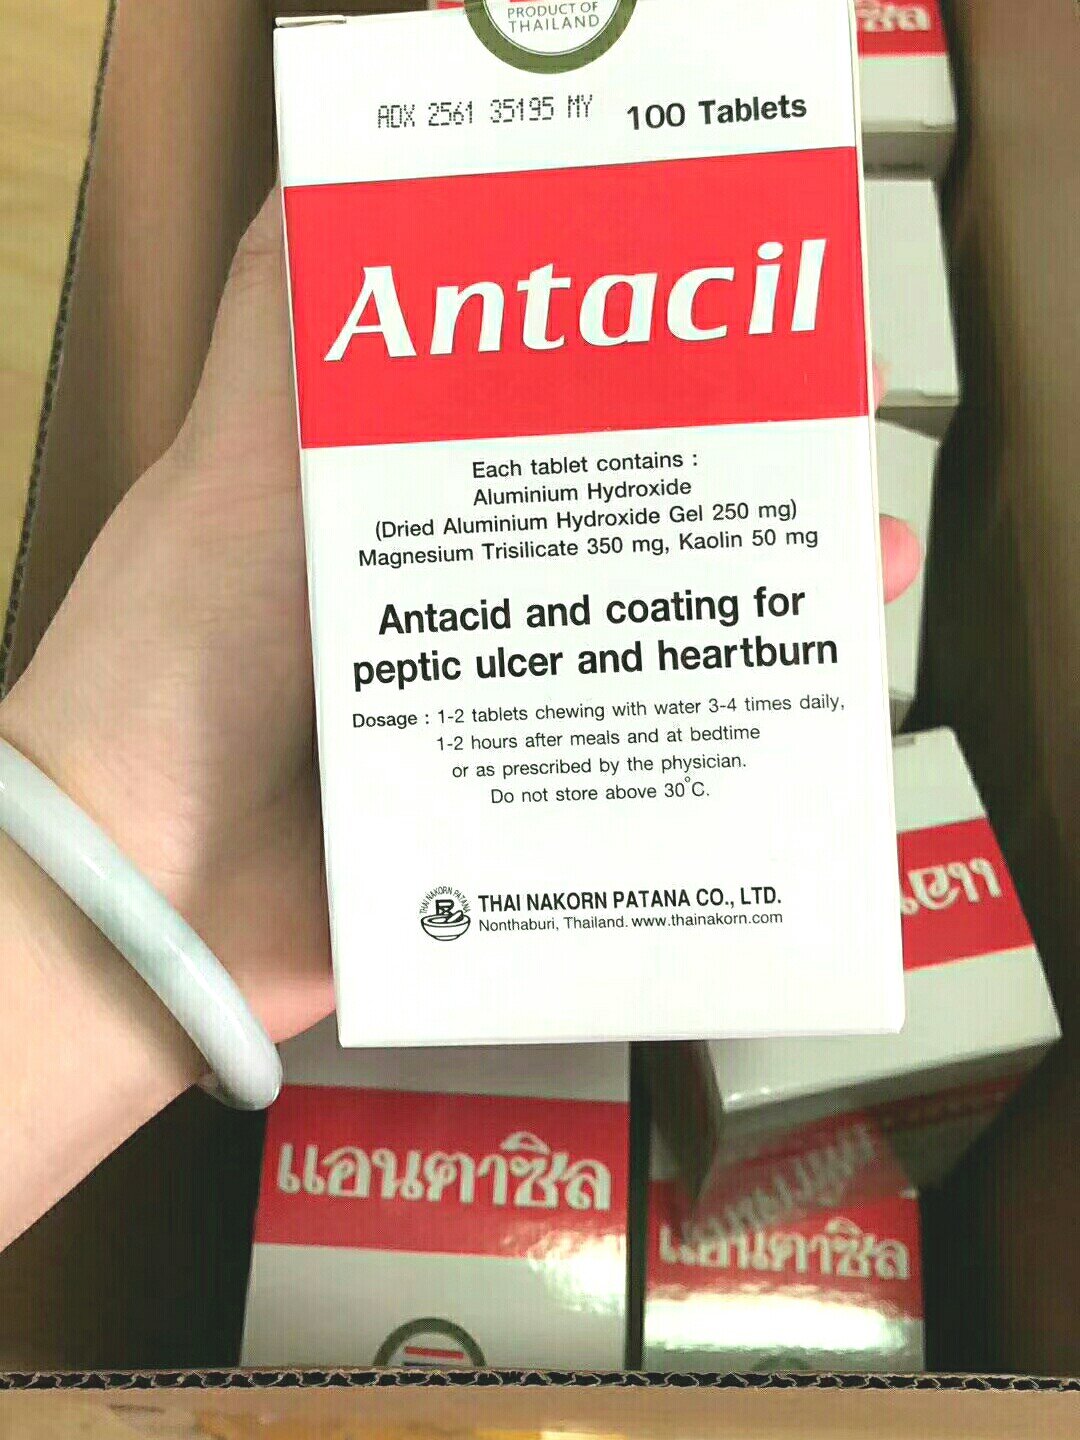 PRODUCT OF
THAILAND
ADX 2561 35195 MY
100 Tablets
Antacil
Each tablet contains :
Aluminium Hydroxide
(Dried Aluminium Hydroxide Gel 250 mg)
Magnesium Trisilicate 350 mg, Kaolin 50 mg
Antacid and coating for
peptic ulcer and heartburn
Dosage : 1-2 tablets chewing with water 3-4 times daily,
1-2 hours after meals and at bedtime
or as prescribed by the physician.
Do not store above 30°C.
THAI NAKORN PATANA
THAI NAKORN PATANA CO., LTD.
Nonthaburi, Thailand. www.thainakorn.com
แอนตาซิล
แอนตาซิล